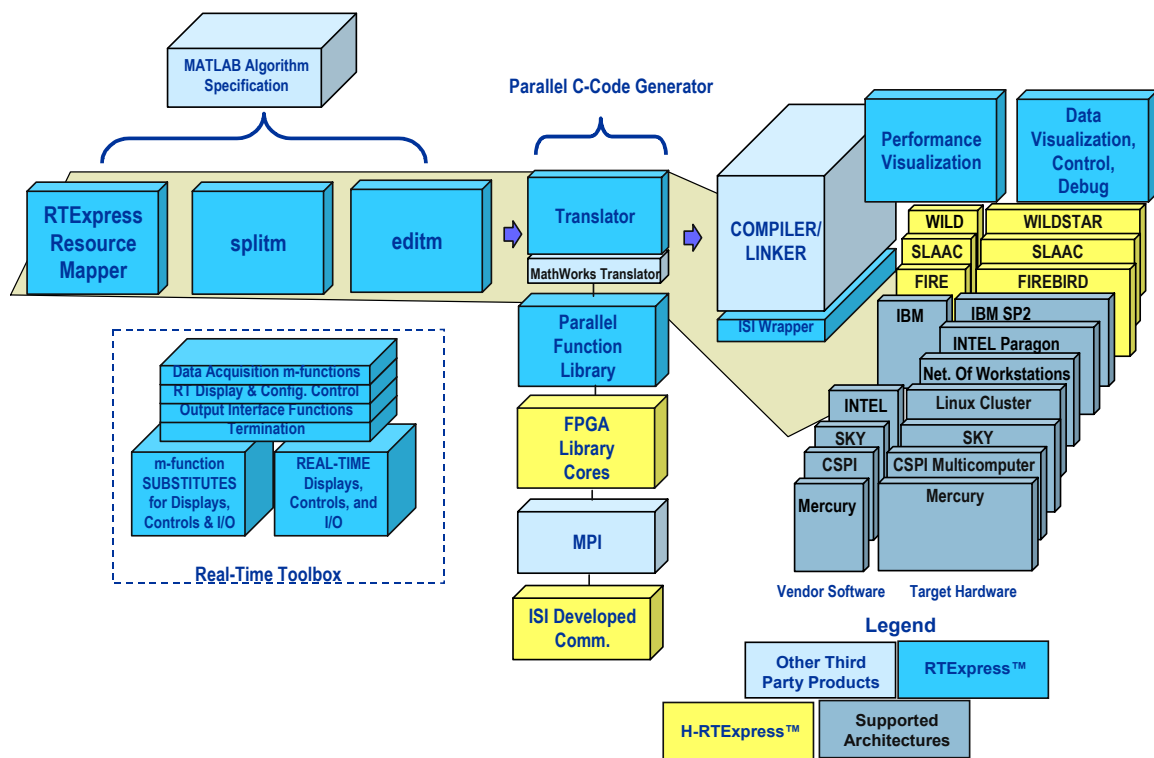 MATLAB Algorithm
Specification
Parallel C-Code Generator
RTExpress
Resource
Mapper
splitm
editm
Translator
MathWorks Translator
Parallel
Function
Library
FPGA
Library
Cores
MPI
ISI Developed
Comm.
COMPILER/
LINKER
ISI Wrapper
Performance
Visualization
Data
Visualization,
Control,
Debug
WILD
WILDSTAR
SLAAC
SLAAC
FIRE
FIREBIRD
IBM
IBM SP2
INTEL Paragon
Net. Of Workstations
INTEL
Linux Cluster
SKY
SKY
CSPI
CSPI Multicomputer
Mercury
Mercury
Vendor Software
Target Hardware
Data Acquisition m-functions
RT Display & Config. Control
Output Interface Functions
Termination
m-function
SUBSTITUTES
for Displays,
Controls & I/O
REAL-TIME
Displays,
Controls, and
I/O
Real-Time Toolbox
Legend
Other Third
Party Products
RTExpress™
H-RTExpress™
Supported
Architectures